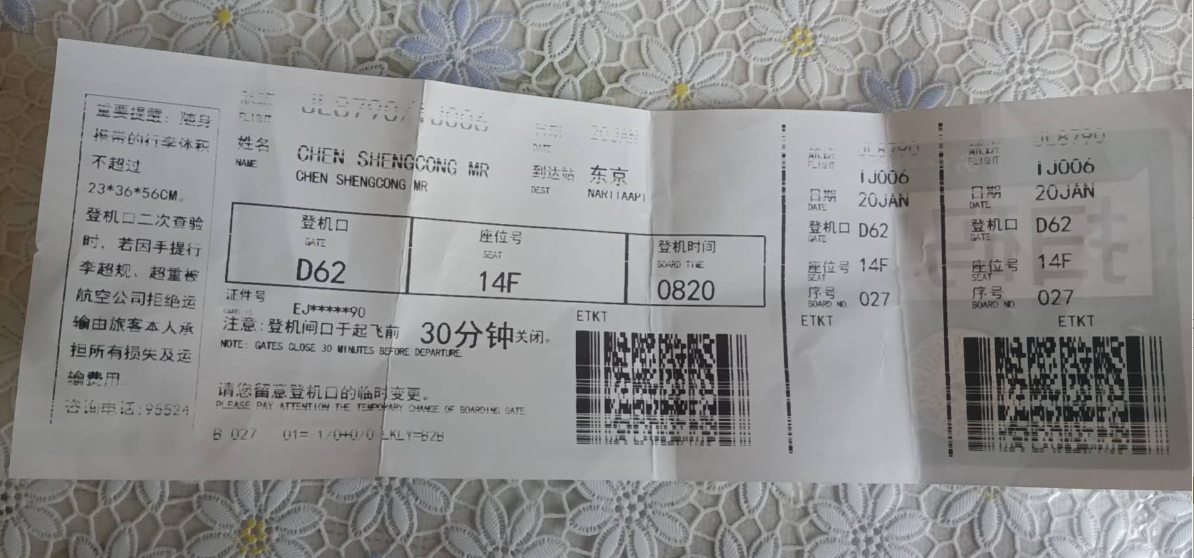 重要提醒: 随身
携带的行李体积
不超过
23*36*56CM。
登机口二次查验
时, 若因手提行
李超规、超重被
航空公司拒绝运
输由旅客本人承
担所有损失及运
输费用
咨询电话:95524
FLIGHT
JL8790/IJ006
日期 20JAN
DATE
姓名 CHEN SHENGCONG MR
NAME CHEN SHENGCONG MR
到达站 东京
DEST NARITAAPT
登机口
GATE
D62
座位号
SEAT
14F
登机时间
BOARD TIME
0820
证件号
EJ*****90
ETKT
注意:登机闸口于起飞前 30分钟关闭。
NOTE: GATES CLOSE 30 MINUTES BEFORE DEPARTURE.
请您留意登机口的临时变更。
PLEASE PAY ATTENTION THE TEMPORARY CHANGE OF BOARDING GATE
B 027 01= 1/0+0/0 LKLY=B2B
航班 JL8790
FLIGHT
IJ006
日期 20JAN
DATE
登机口 D62
GATE
座位号 14F
SEAT
序号 027
BOARD NO.
ETKT
JL8790
FLIGHT
IJ006
日期 20JAN
DATE
登机口 D62
GATE
座位号 14F
SEAT
序号 027
BOARD NO.
ETKT